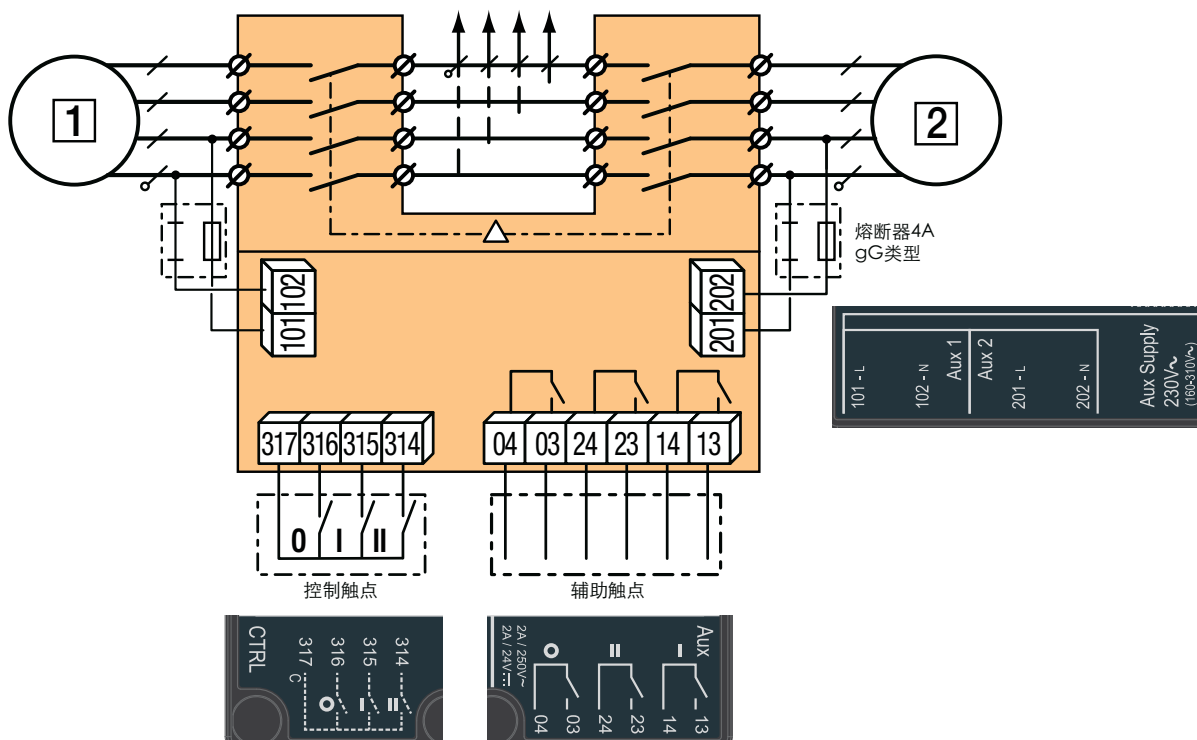 1
2
熔断器4A
gG类型
102
101
202
201
101 - L
102 - N
Aux 1
Aux 2
201 - L
202 - N
Aux Supply
230V~
(160-310V~)
317 316 315 314
04 03 24 23 14 13
0 I II
控制触点
辅助触点
CTRL
317
316
315
314
C
O I II
2A / 250V~
2A / 24V⎓
Aux
O II I
04 03 24 23 14 13